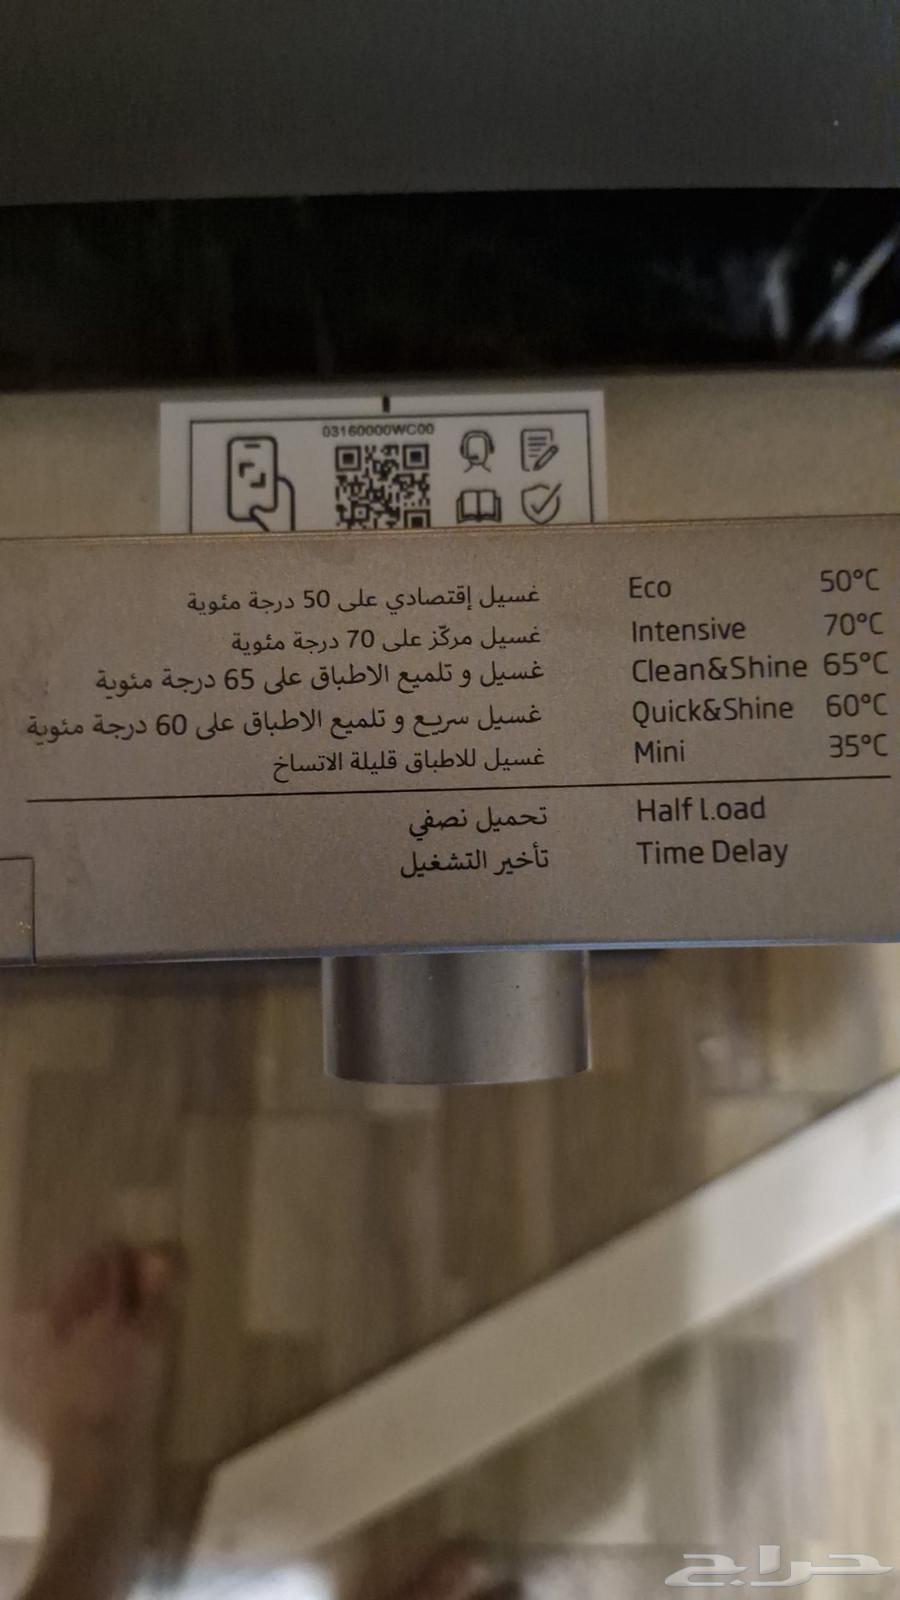 03160000WC00
غسيل إقتصادي على 50 درجة مئوية Eco 50°C
غسيل مركّز على 70 درجة مئوية Intensive 70°C
غسيل و تلميع الاطباق على 65 درجة مئوية Clean&Shine 65°C
غسيل سريع و تلميع الاطباق على 60 درجة مئوية Quick&Shine 60°C
غسيل للاطباق قليلة الاتساخ Mini 35°C
تحميل نصفي Half Load
تأخير التشغيل Time Delay
حراج